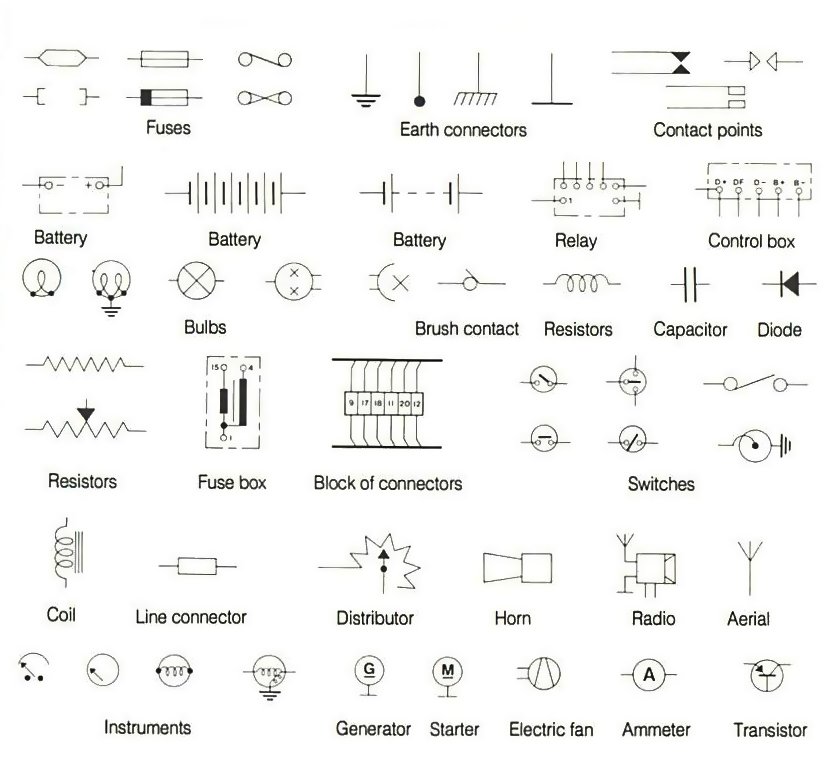 Fuses
Earth connectors
Contact points
- +
1
D+ DF D- B+ B-
Battery
Battery
Battery
Relay
Control box
Bulbs
Brush contact
Resistors
Capacitor
Diode
15 4
1
9 17 18 11 20 12
Resistors
Fuse box
Block of connectors
Switches
Coil
Line connector
Distributor
Horn
Radio
Aerial
G
M
A
Instruments
Generator
Starter
Electric fan
Ammeter
Transistor